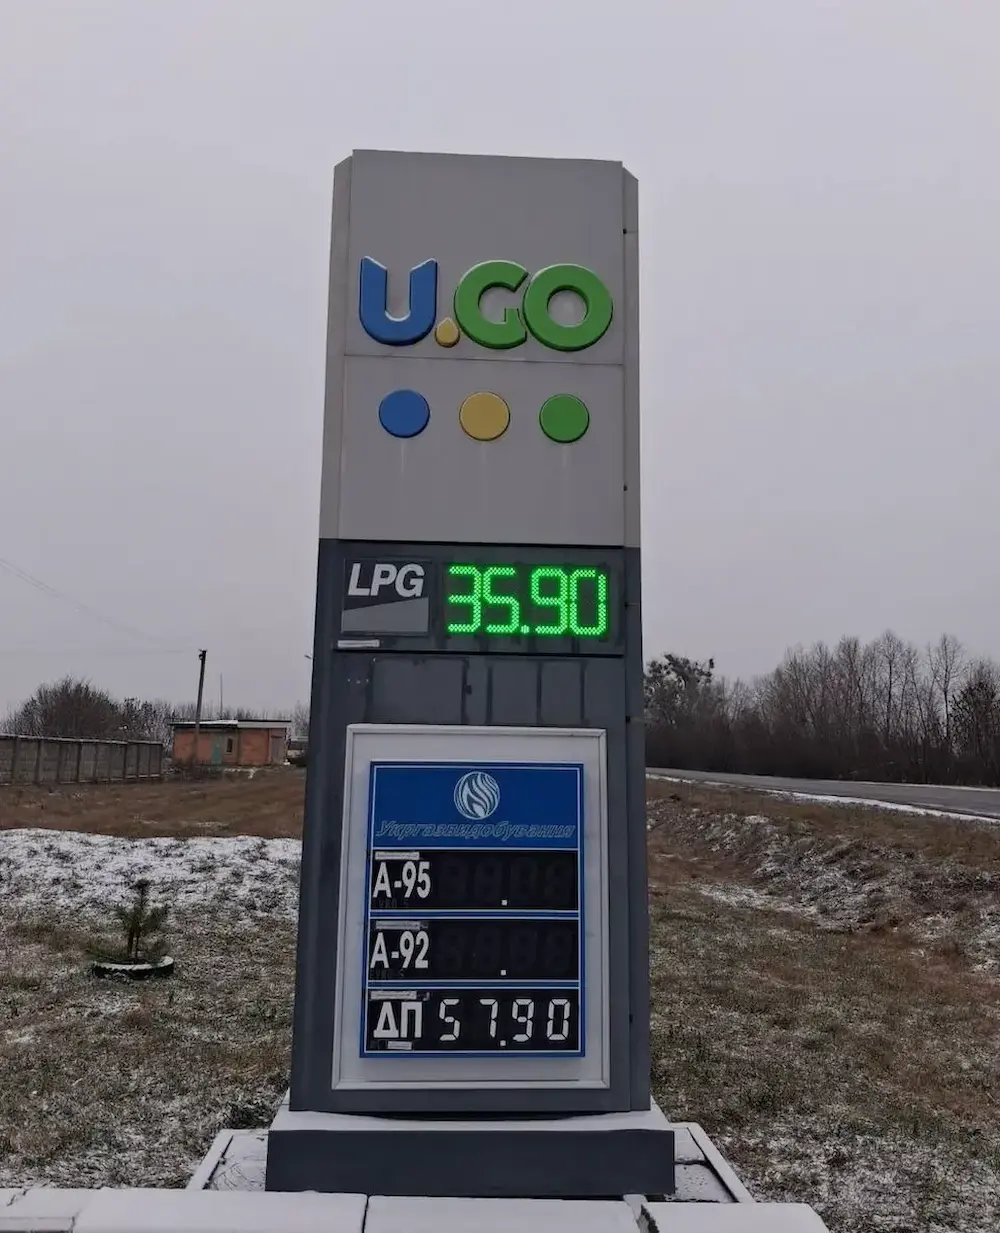 U.GO
LPG 35.90
Укргазвидобування
А-95
А-92
ДП 57.90